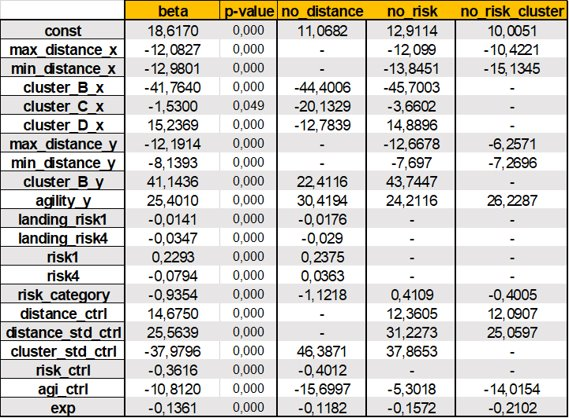 beta p-value no_distance no_risk no_risk_cluster
const 18,6170 0,000 11,0682 12,9114 10,0051
max_distance_x -12,0827 0,000 - -12,099 -10,4221
min_distance_x -12,9801 0,000 - -13,8451 -15,1345
cluster_B_x -41,7640 0,000 -44,4006 -45,7003 -
cluster_C_x -1,5300 0,049 -20,1329 -3,6602 -
cluster_D_x 15,2369 0,000 -12,7839 14,8896 -
max_distance_y -12,1914 0,000 - -12,6678 -6,2571
min_distance_y -8,1393 0,000 - -7,697 -7,2696
cluster_B_y 41,1436 0,000 22,4116 43,7447 -
agility_y 25,4010 0,000 30,4194 24,2116 26,2287
landing_risk1 -0,0141 0,000 -0,0176 - -
landing_risk4 -0,0347 0,000 -0,029 - -
risk1 0,2293 0,000 0,2375 - -
risk4 -0,0794 0,000 0,0363 - -
risk_category -0,9354 0,000 -1,1218 0,4109 -0,4005
distance_ctrl 14,6750 0,000 - 12,3605 12,0907
distance_std_ctrl 25,5639 0,000 - 31,2273 25,0597
cluster_std_ctrl -37,9796 0,000 46,3871 37,8653 -
risk_ctrl -0,3616 0,000 -0,4012 - -
agi_ctrl -10,8120 0,000 -15,6997 -5,3018 -14,0154
exp -0,1361 0,000 -0,1182 -0,1572 -0,2102